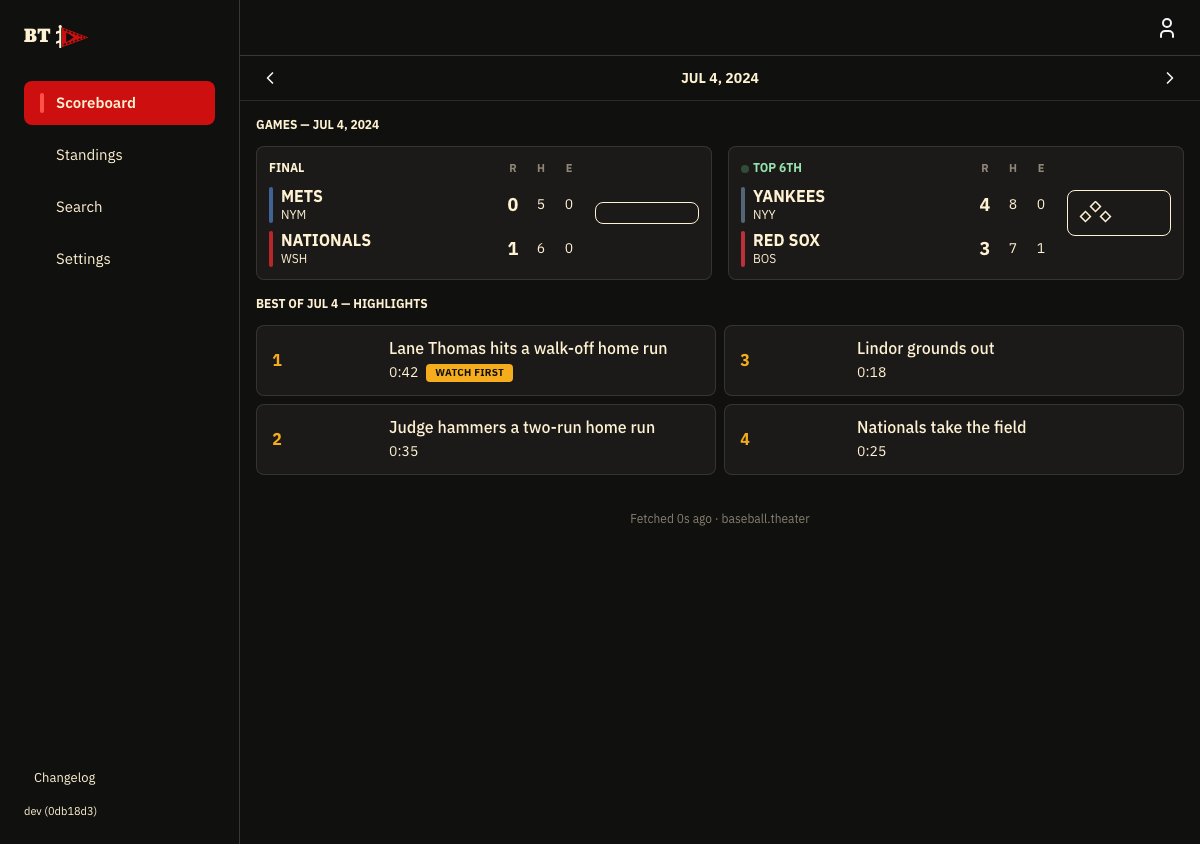 BT
Scoreboard
Standings
Search
Settings
Changelog
dev (0db18d3)
JUL 4, 2024
GAMES — JUL 4, 2024
FINAL R H E
METS
NYM
0 5 0
NATIONALS
WSH
1 6 0
TOP 6TH R H E
YANKEES
NYY
4 8 0
RED SOX
BOS
3 7 1
BEST OF JUL 4 — HIGHLIGHTS
1
Lane Thomas hits a walk-off home run
0:42 WATCH FIRST
2
Judge hammers a two-run home run
0:35
3
Lindor grounds out
0:18
4
Nationals take the field
0:25
Fetched 0s ago · baseball.theater